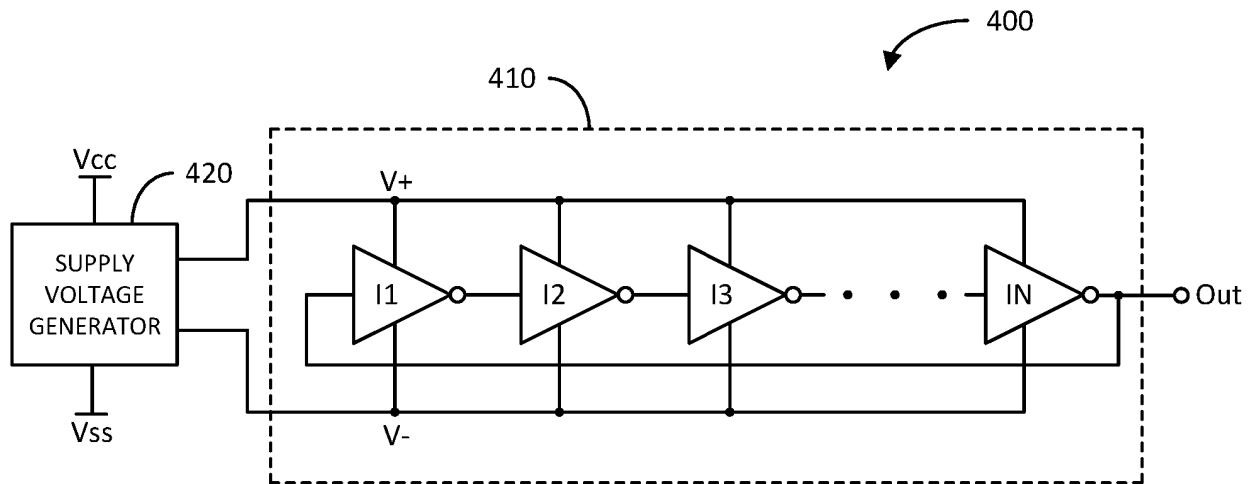 400
410
Vcc
420
V+
SUPPLY
VOLTAGE
GENERATOR
I1
I2
I3
IN
Out
Vss
V-